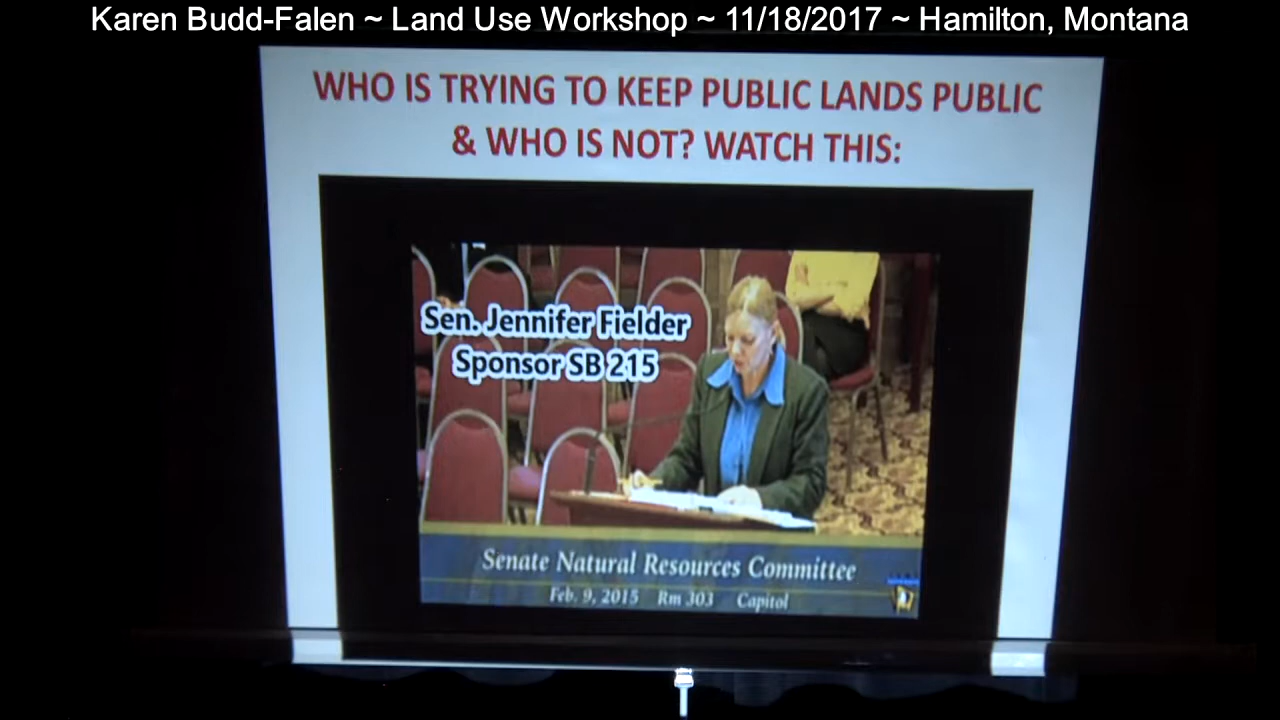 Karen Budd-Falen ~ Land Use Workshop ~ 11/18/2017 ~ Hamilton, Montana
WHO IS TRYING TO KEEP PUBLIC LANDS PUBLIC
& WHO IS NOT? WATCH THIS:
Sen. Jennifer Fielder
Sponsor SB 215
Senate Natural Resources Committee
Feb. 9, 2015 Rm 303 Capitol